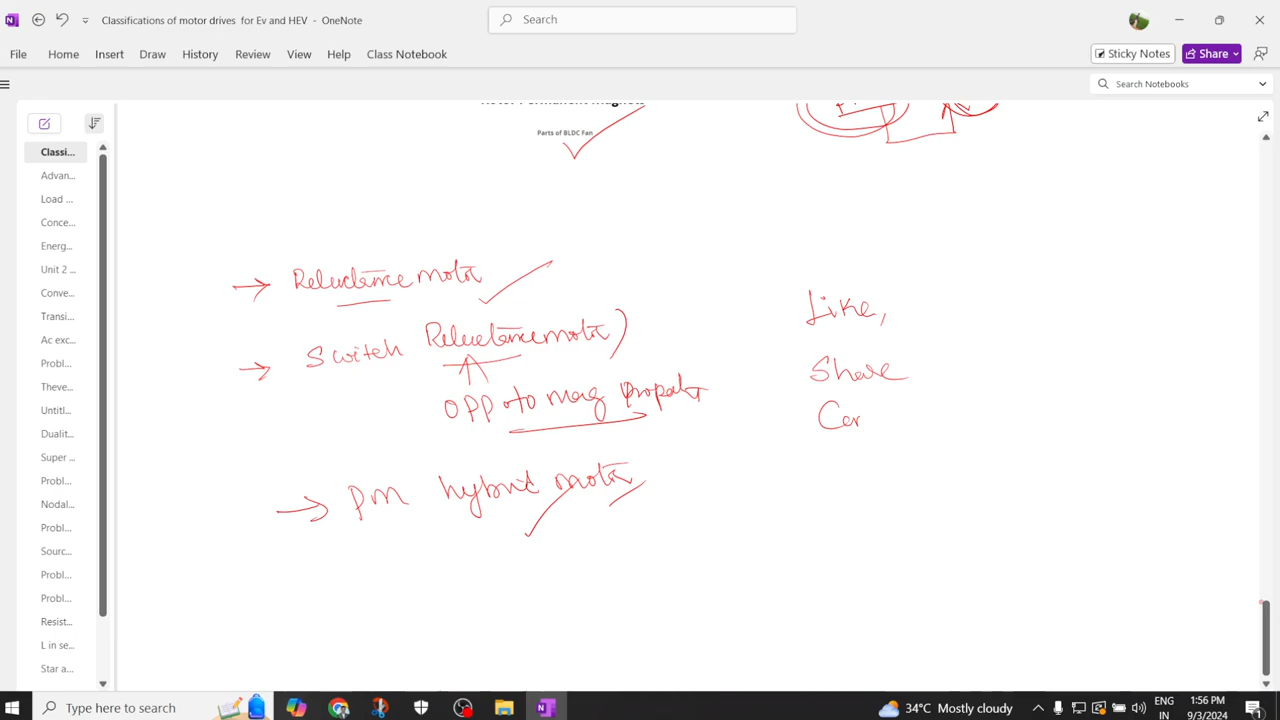 Classifications of motor drives for Ev and HEV - OneNote
Search
File Home Insert Draw History Review View Help Class Notebook
Sticky Notes Share
Search Notebooks
Rotor Permanent Magnets
Parts of BLDC Fan
Classi...
Advan...
Load ...
Conce...
Energ...
Unit 2 ...
Conve...
Transi...
Ac exc...
Probl...
Theve...
Untitl...
Dualit...
Super ...
Probl...
Nodal...
Probl...
Sourc...
Probl...
Probl...
Resist...
L in se...
Star a...
→ Reluctance motor
→ Switch Reluctance motor)
opp to mag
→ PM hybrid motor
Like,
Share
Type here to search
34°C Mostly cloudy
ENG
IN
1:56 PM
9/3/2024
1